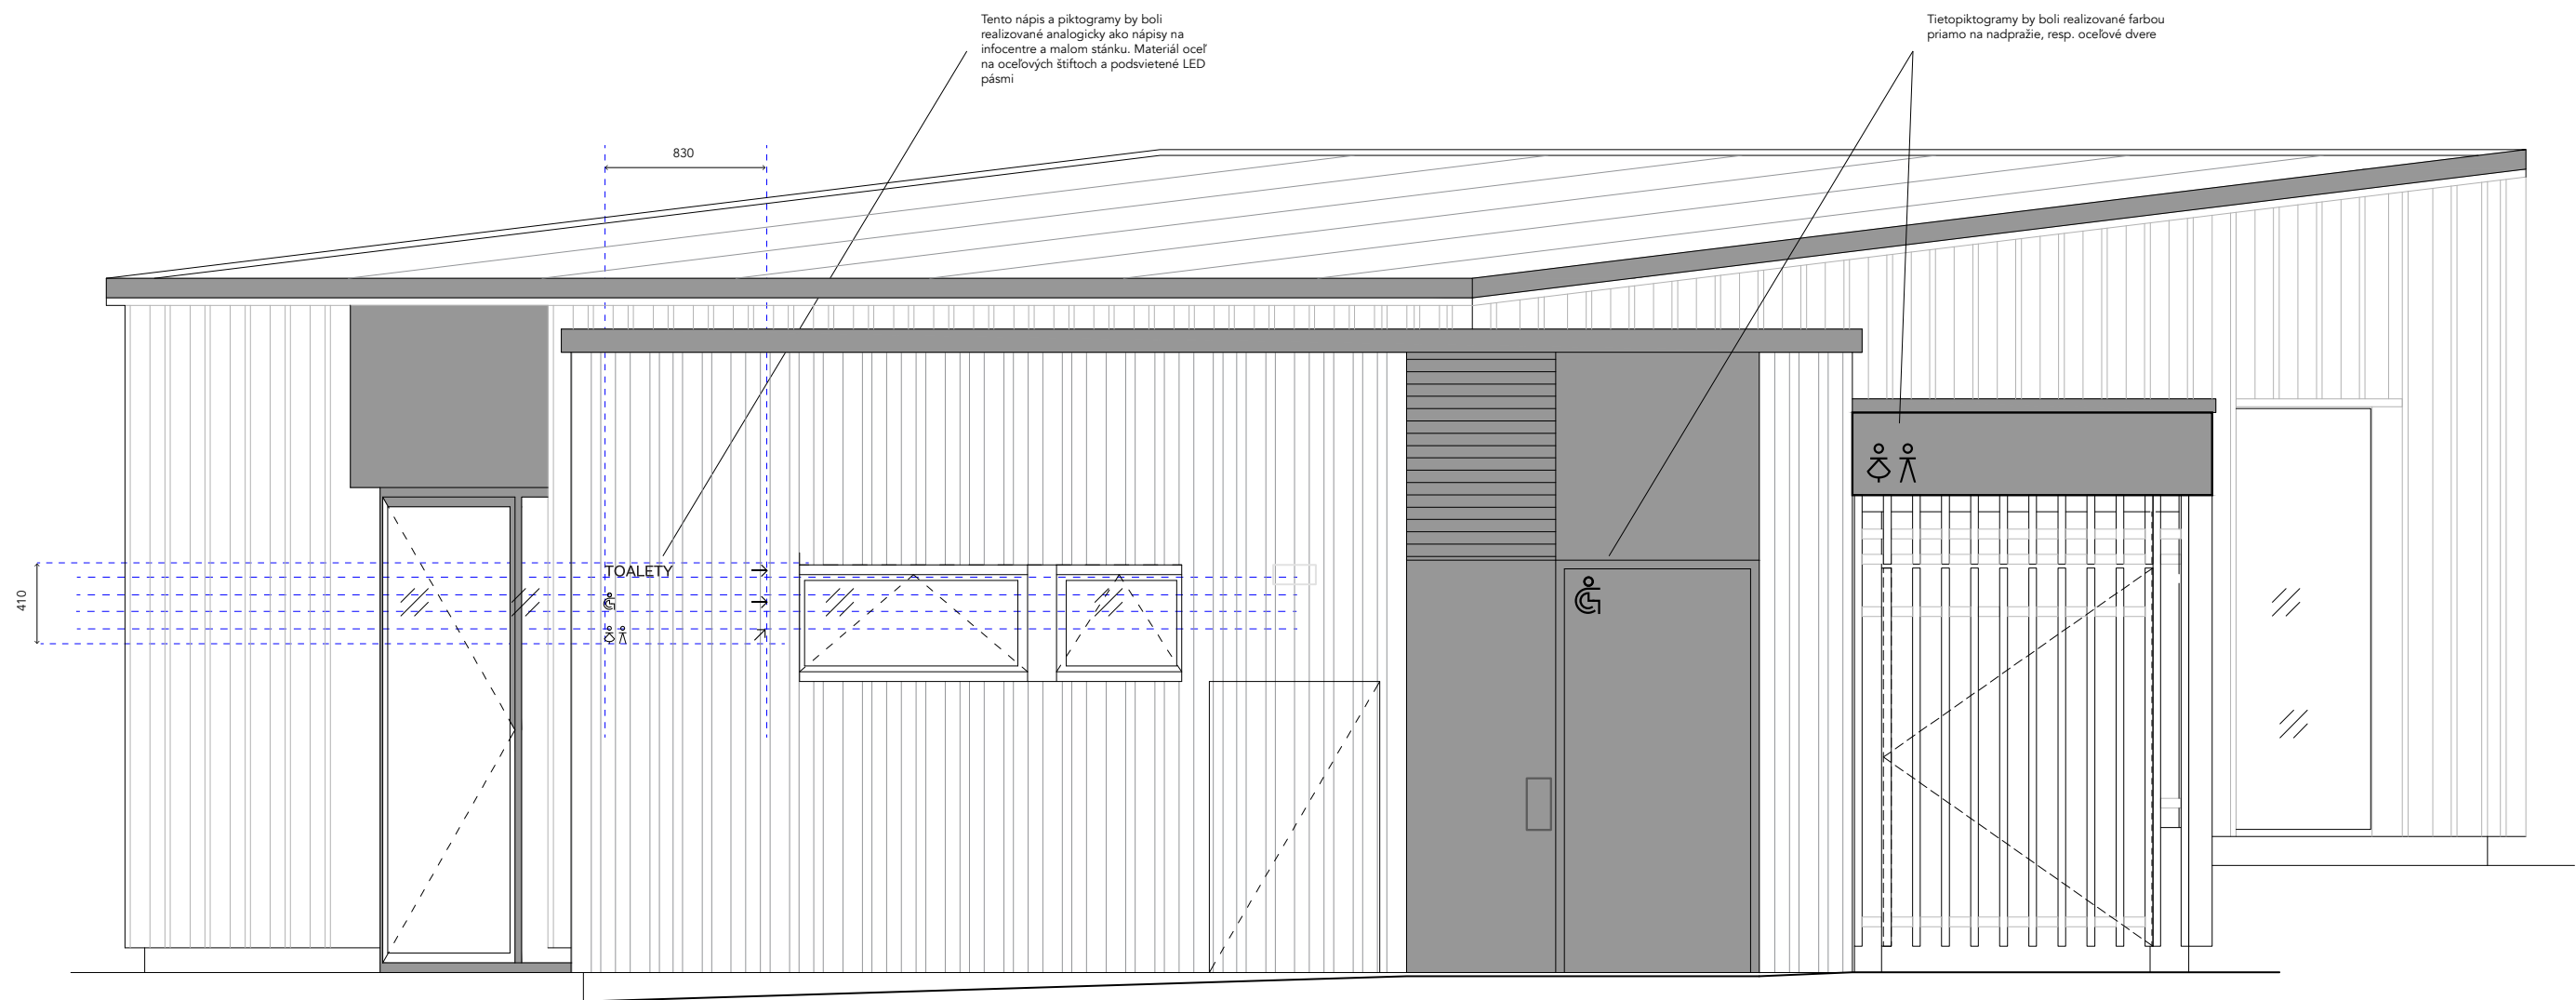 Tento nápis a piktogramy by boli
realizované analogicky ako nápisy na
infocentre a malom stánku. Materiál oceľ
na oceľových štiftoch a podsvietené LED
pásmi
Tietopiktogramy by boli realizované farbou
priamo na nadpražie, resp. oceľové dvere
830
410
TOALETY